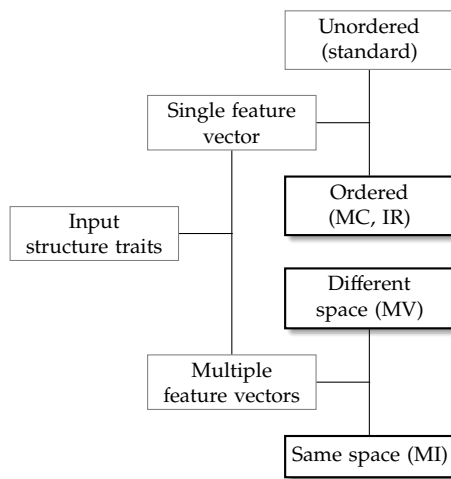 Unordered
(standard)
Single feature
vector
Ordered
(MC, IR)
Input
structure traits
Different
space (MV)
Multiple
feature vectors
Same space (MI)